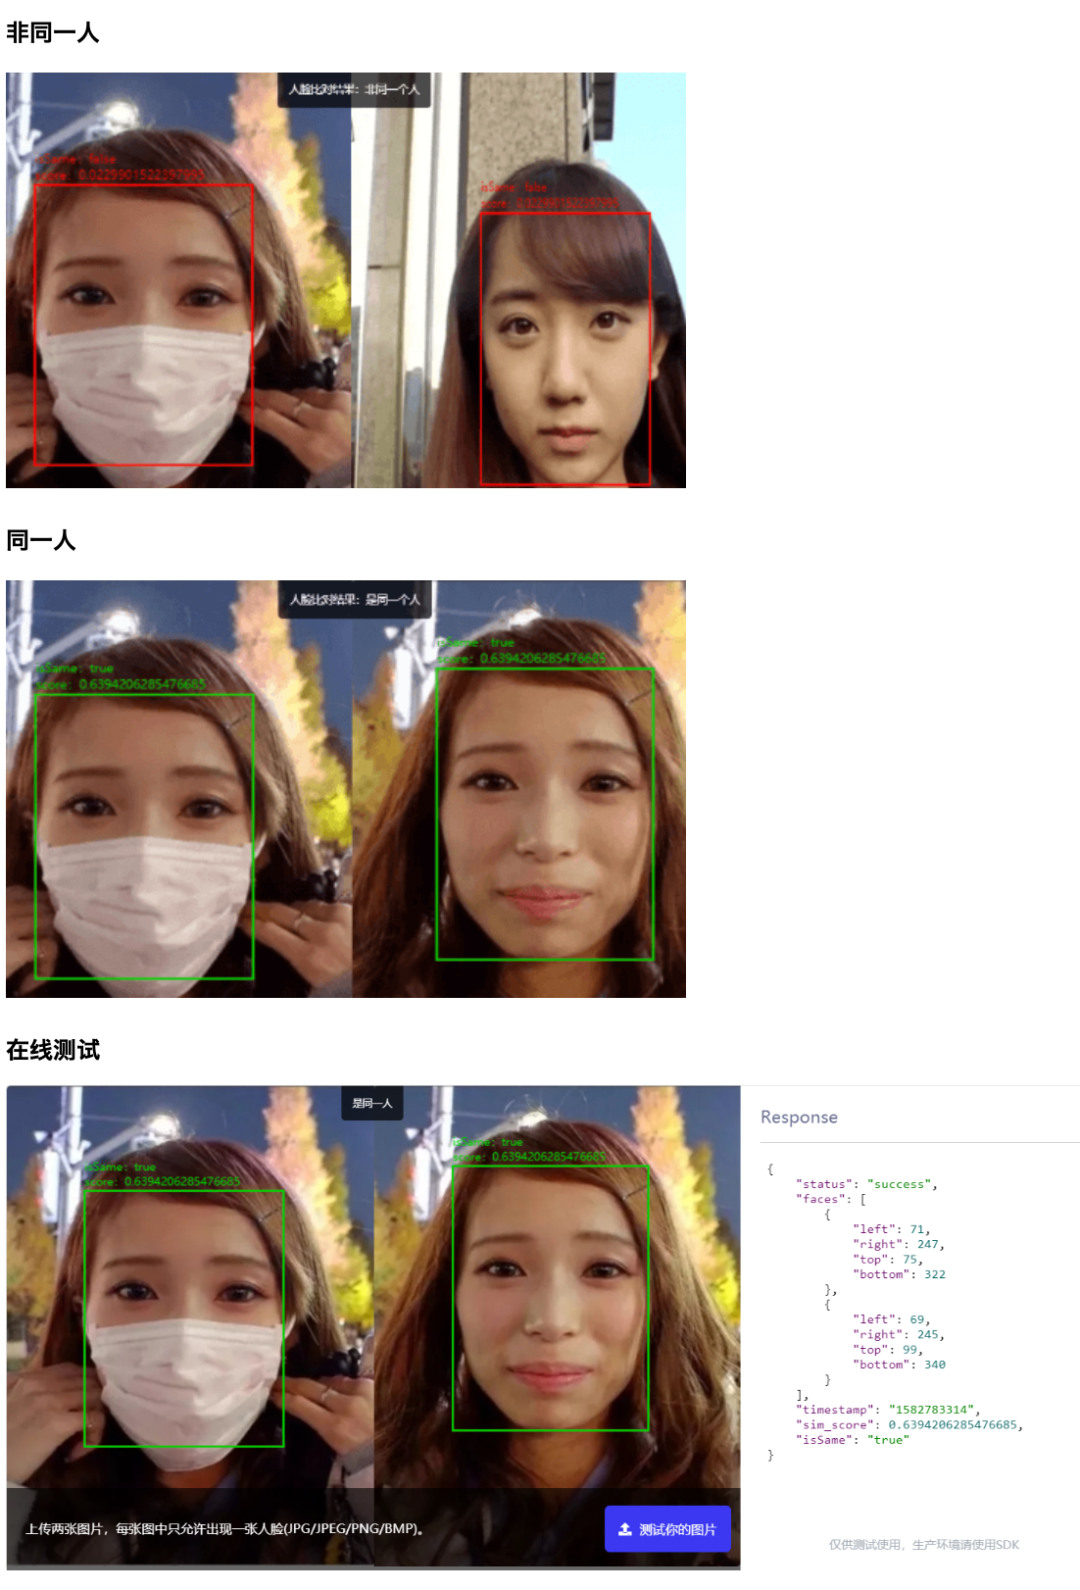 非同一人
人脸比对结果：非同一个人
isSame: false
score: 0.0229901522397995
isSame: false
score: 0.0229901522397995
同一人
人脸比对结果：是同一个人
isSame: true
score: 0.6394206285476685
isSame: true
score: 0.6394206285476685
在线测试
是同一人
isSame: true
score: 0.6394206285476685
isSame: true
score: 0.6394206285476685
上传两张图片，每张图中只允许出现一张人脸(JPG/JPEG/PNG/BMP)。
测试你的图片
Response
{
"status": "success",
"faces": [
{
"left": 71,
"right": 247,
"top": 75,
"bottom": 322
},
{
"left": 69,
"right": 245,
"top": 99,
"bottom": 340
}
],
"timestamp": "1582783314",
"sim_score": 0.6394206285476685,
"isSame": "true"
}
仅供测试使用，生产环境请使用SDK